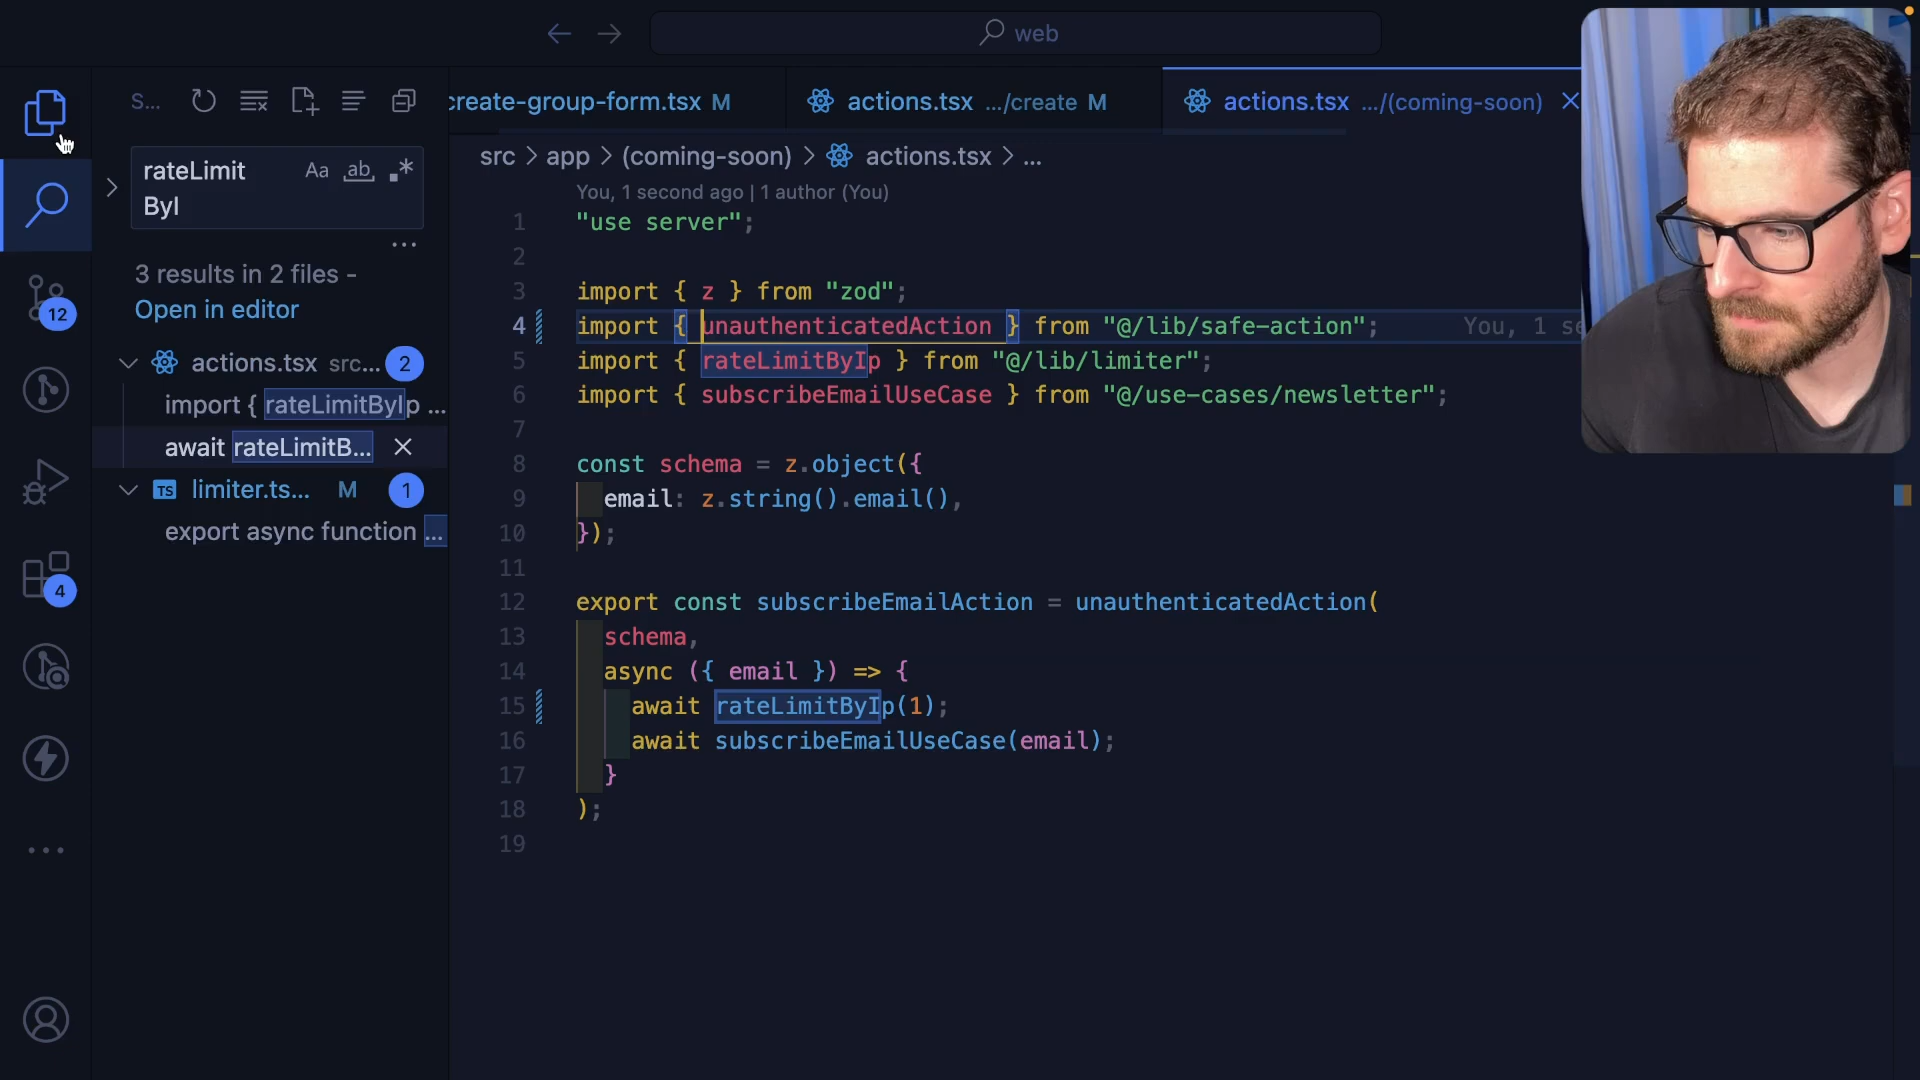 web
S...
create-group-form.tsx M
actions.tsx .../create M
actions.tsx .../(coming-soon)
rateLimit
ByI
Aa ab .*
...
3 results in 2 files -
Open in editor
actions.tsx src... 2
import { rateLimitByIp ...
await rateLimitB...
TS limiter.ts... M 1
export async function ...
12
4
src > app > (coming-soon) > actions.tsx > ...
You, 1 second ago | 1 author (You)
1 "use server";
2
3 import { z } from "zod";
4 import { unauthenticatedAction } from "@/lib/safe-action"; You, 1 se
5 import { rateLimitByIp } from "@/lib/limiter";
6 import { subscribeEmailUseCase } from "@/use-cases/newsletter";
7
8 const schema = z.object({
9 email: z.string().email(),
10 });
11
12 export const subscribeEmailAction = unauthenticatedAction(
13 schema,
14 async ({ email }) => {
15 await rateLimitByIp(1);
16 await subscribeEmailUseCase(email);
17 }
18 );
19